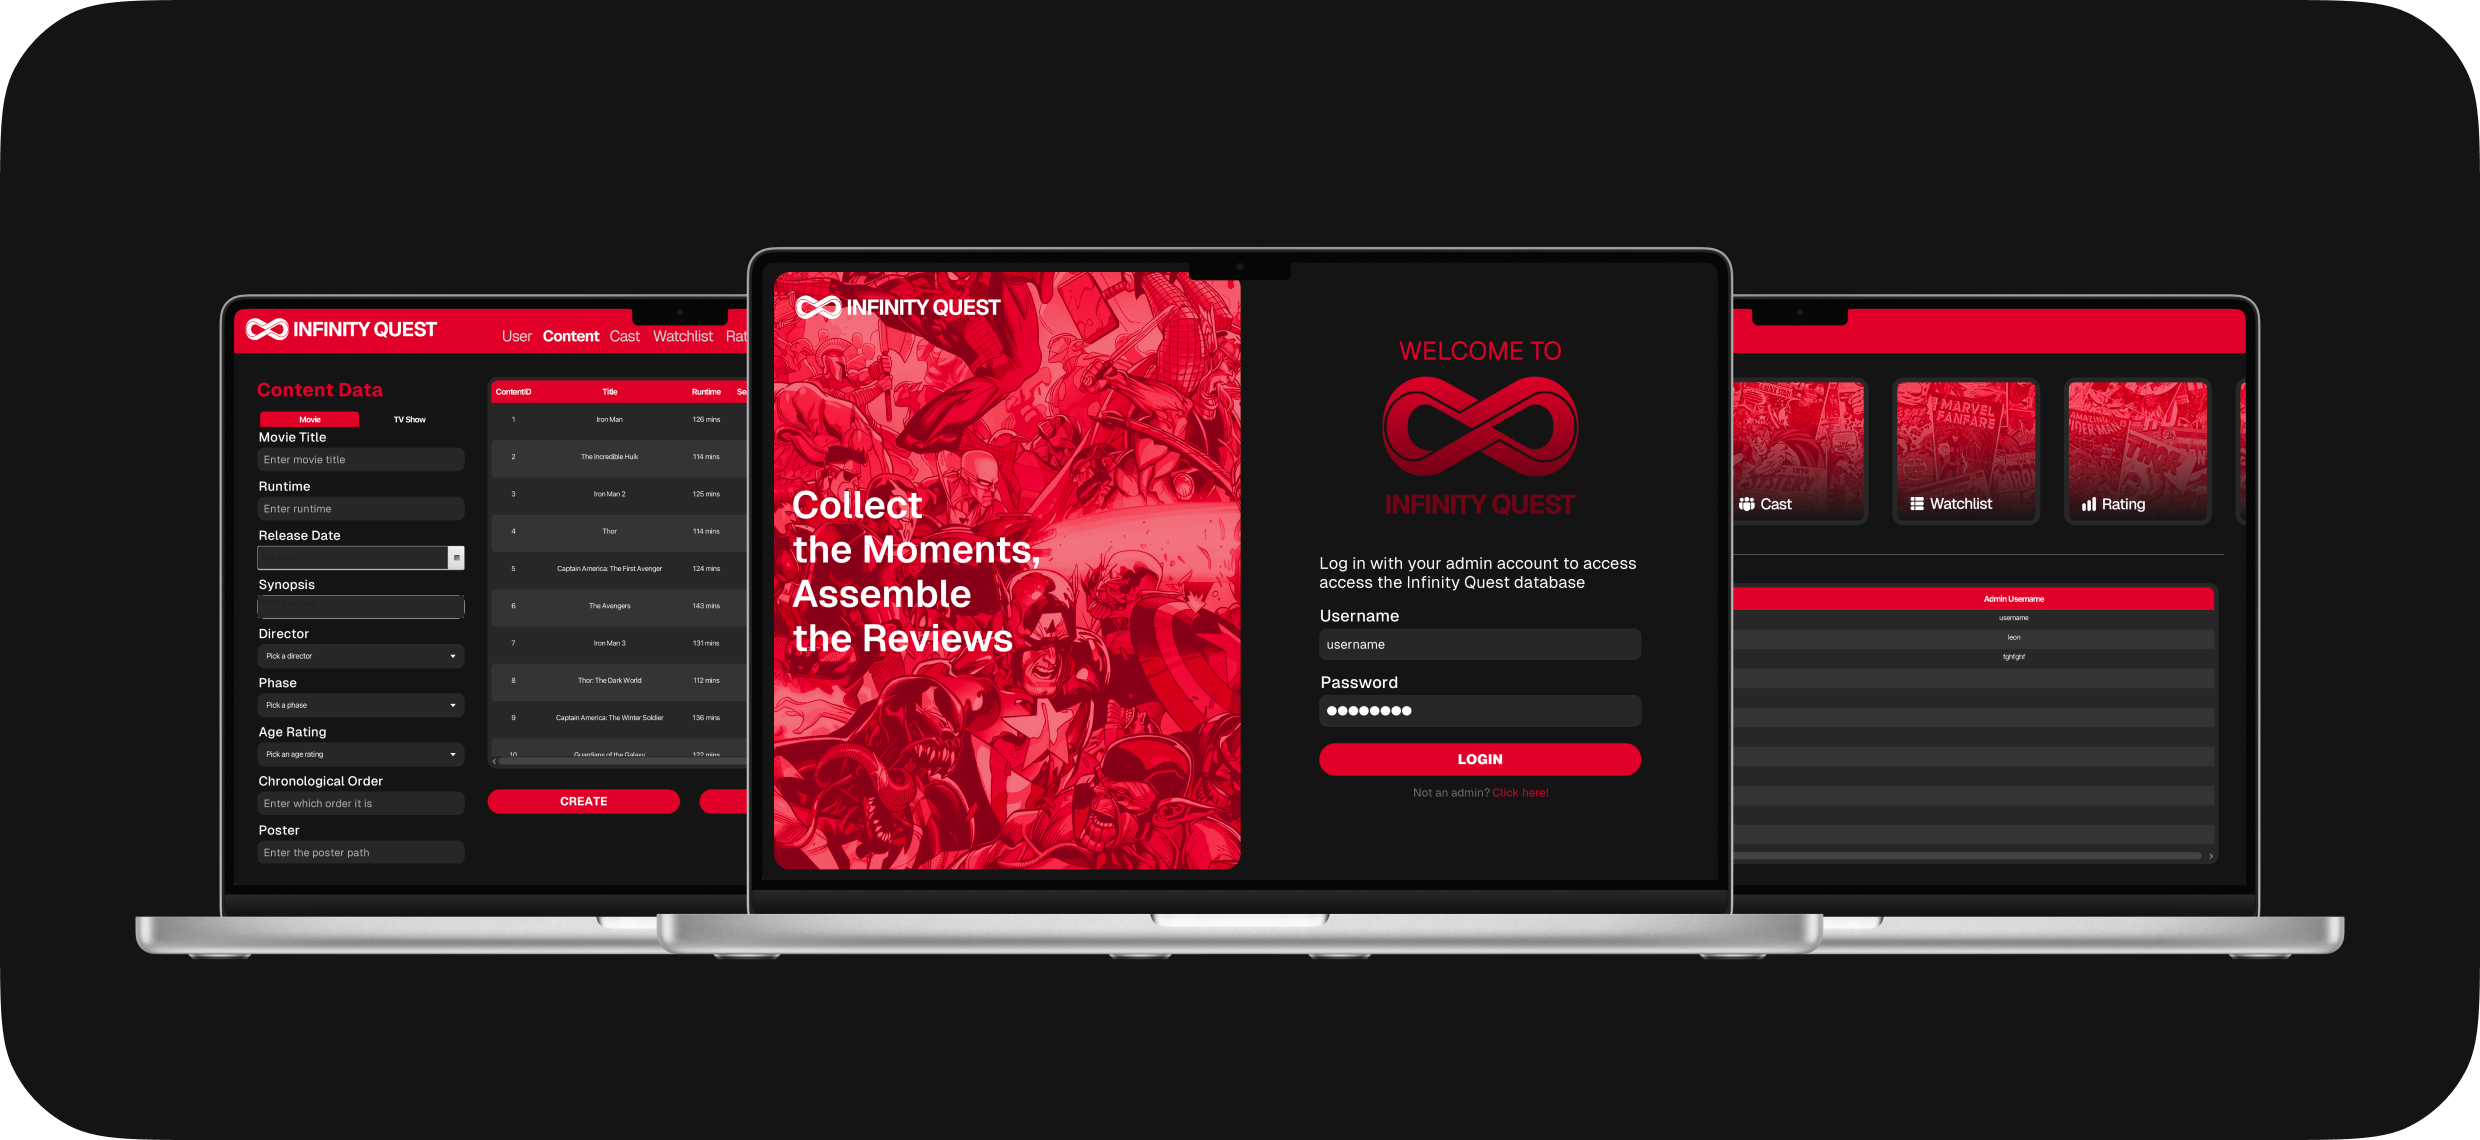 INFINITY QUEST
User Content Cast Watchlist Rat
Content Data
Movie TV Show
Movie Title
Enter movie title
Runtime
Enter runtime
Release Date
Synopsis
Director
Pick a director
Phase
Pick a phase
Age Rating
Pick an age rating
Chronological Order
Enter which order it is
Poster
Enter the poster path
ContentID Title Runtime Se
1 Iron Man 126 mins
2 The Incredible Hulk 114 mins
3 Iron Man 2 125 mins
4 Thor 114 mins
5 Captain America: The First Avenger 124 mins
6 The Avengers 143 mins
7 Iron Man 3 131 mins
8 Thor: The Dark World 112 mins
9 Captain America: The Winter Soldier 136 mins
10 Guardians of the Galaxy 122 mins
CREATE
INFINITY QUEST
Collect
the Moments,
Assemble
the Reviews
WELCOME TO
INFINITY QUEST
Log in with your admin account to access
access the Infinity Quest database
Username
username
Password
LOGIN
Not an admin? Click here!
MARVEL
FANFARE
AMAZING
THOR
Cast
Watchlist
Rating
Admin Username
username
leon
fghfghf